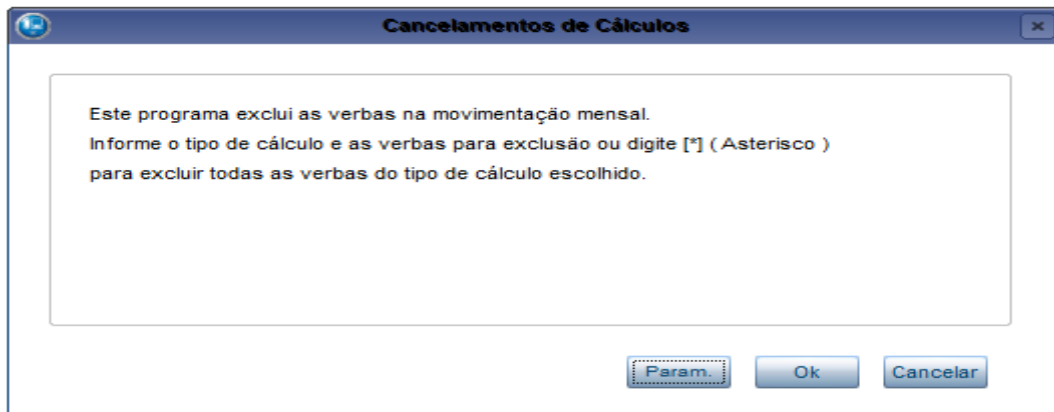 Cancelamentos de Cálculos
Este programa exclui as verbas na movimentação mensal.
Informe o tipo de cálculo e as verbas para exclusão ou digite [*] ( Asterisco )
para excluir todas as verbas do tipo de cálculo escolhido.
Param. Ok Cancelar